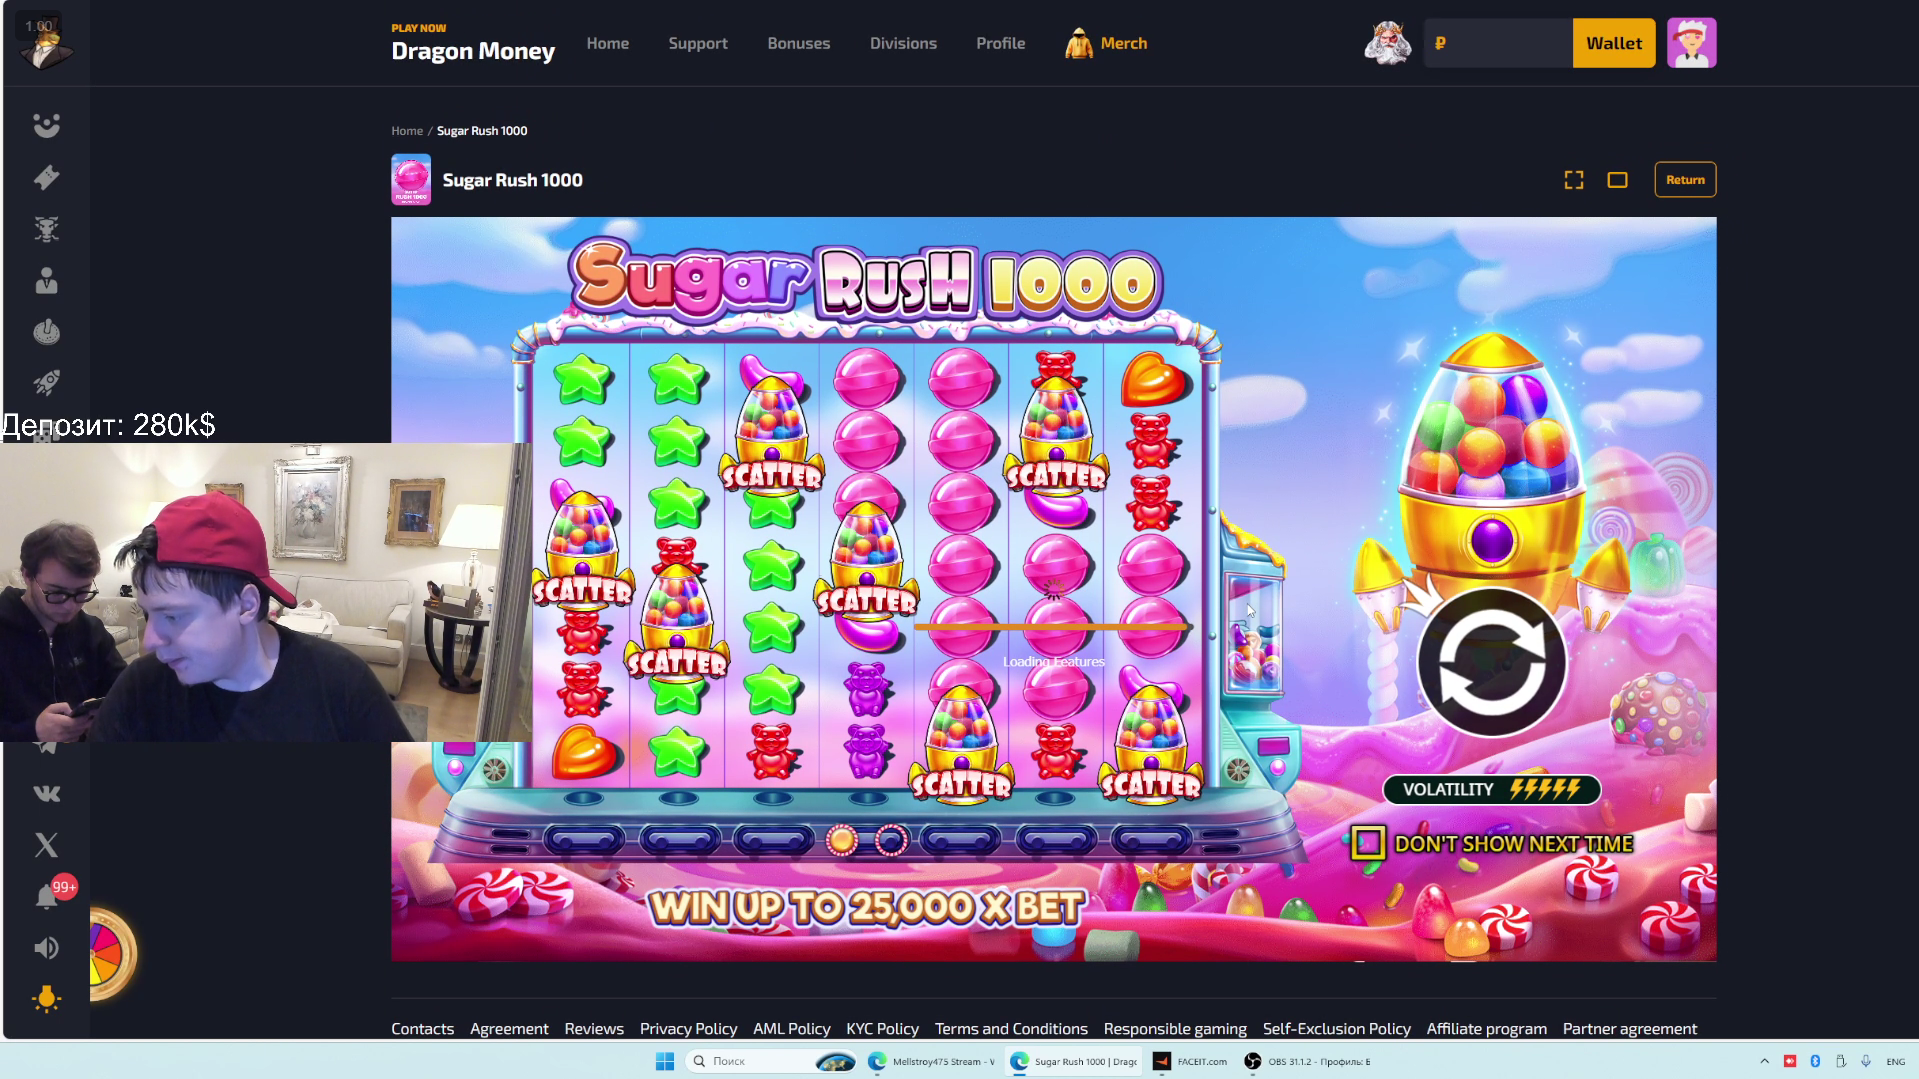 1.00
PLAY NOW
Dragon Money
Home
Support
Bonuses
Divisions
Profile
Merch
₽
Wallet
Home / Sugar Rush 1000
Sugar Rush 1000
Return
Sugar Rush 1000
SCATTER
SCATTER
SCATTER
SCATTER
SCATTER
SCATTER
SCATTER
Депозит: 280k$
Loading Features
VOLATILITY
DON'T SHOW NEXT TIME
99+
WIN UP TO 25,000 X BET
Contacts
Agreement
Reviews
Privacy Policy
AML Policy
KYC Policy
Terms and Conditions
Responsible gaming
Self-Exclusion Policy
Affiliate program
Partner agreement
Поиск
Mellstroy475 Stream - V
Sugar Rush 1000 | Drago
FACEIT.com
OBS 31.1.2 - Профиль: Б
ENG